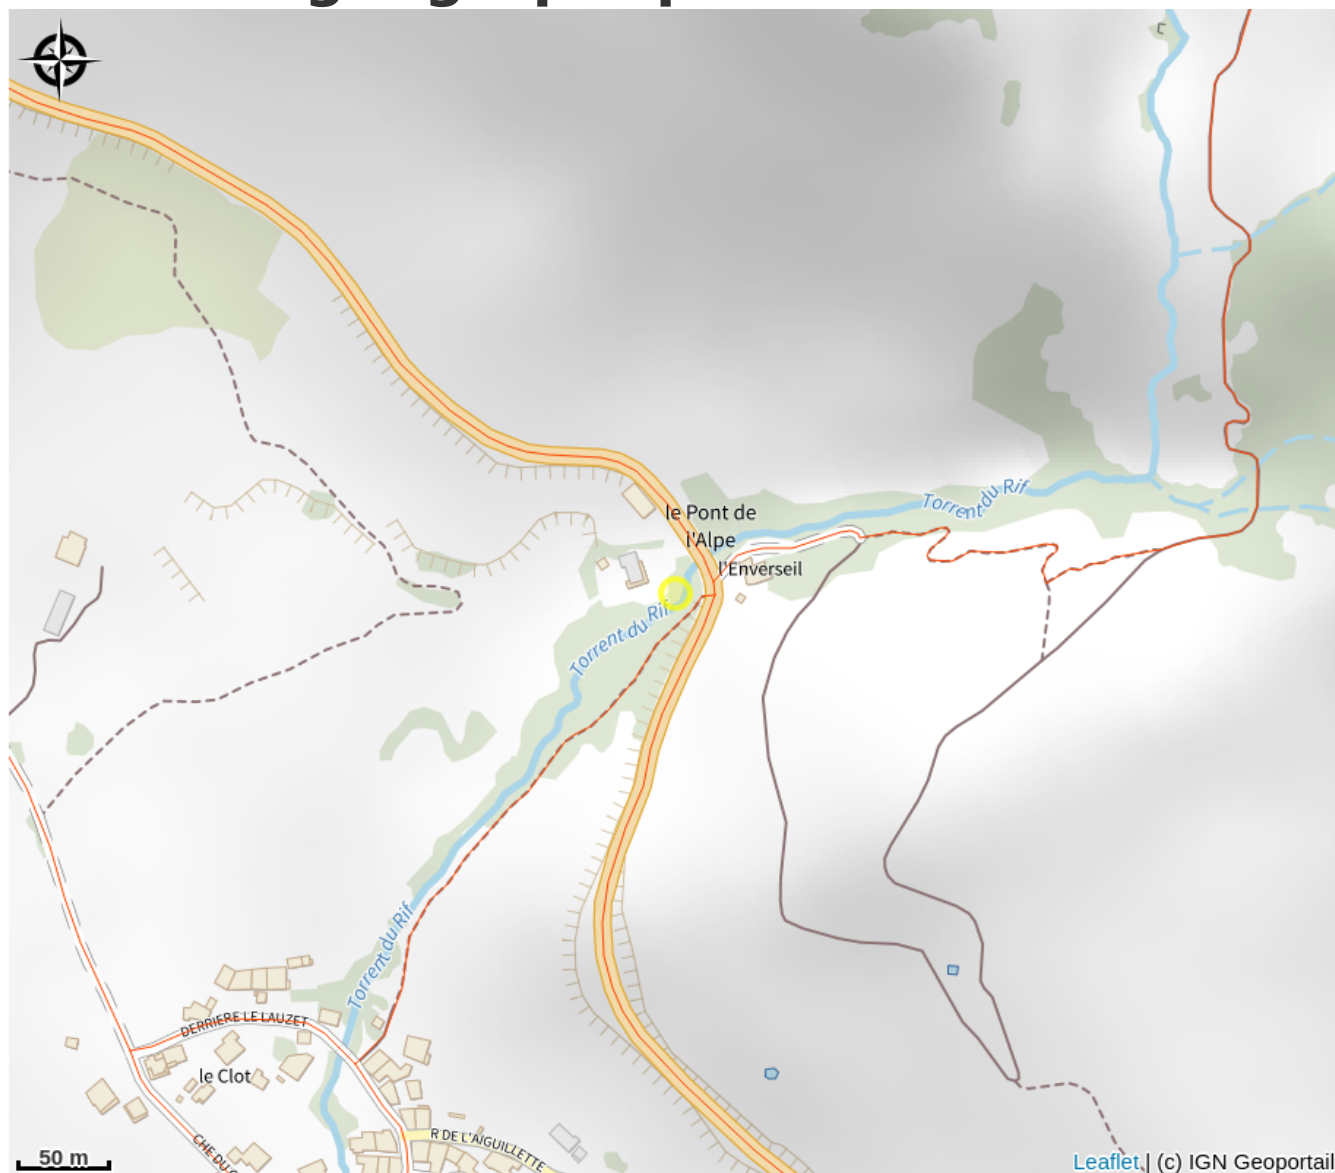 Torrent du Rif
le Pont de
l'Alpe
l'Enverseil
Torrent du Rif
Torrent du Rif
DERRIERE LE LAUZET
le Clot
R DE L'AIGUILLETTE
50 m
Leaflet | (c) IGN Geoportail